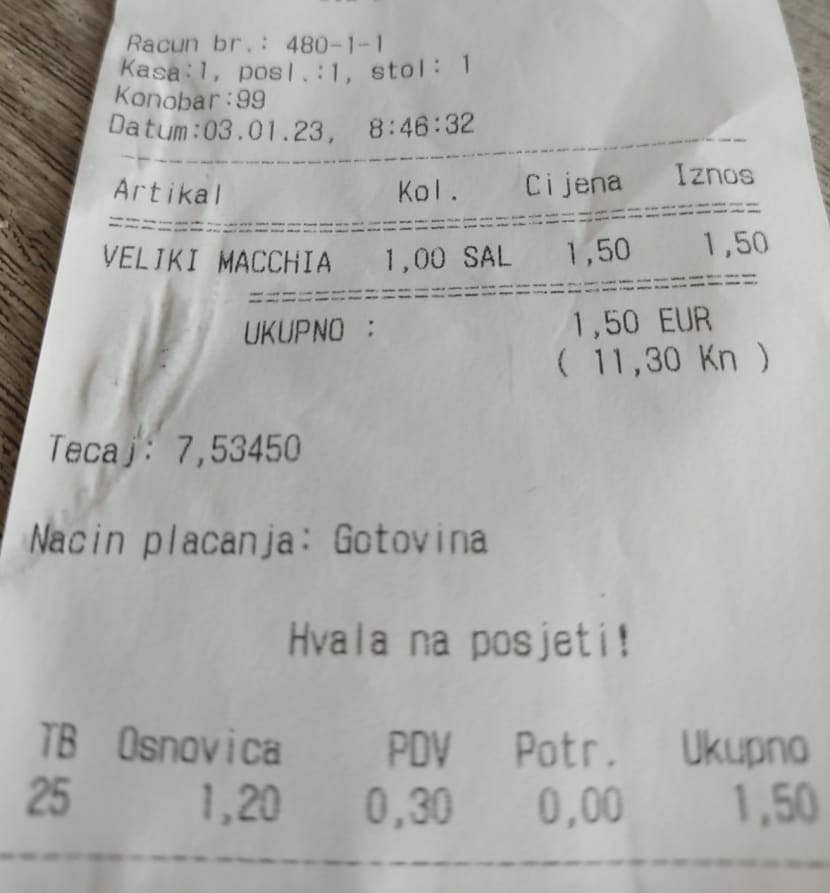 Racun br.: 480-1-1
Kasa:1, posl.:1, stol: 1
Konobar:99
Datum:03.01.23, 8:46:32
Artikal Kol. Cijena Iznos
VELIKI MACCHIA 1,00 SAL 1,50 1,50
UKUPNO : 1,50 EUR
( 11,30 Kn )
Tecaj: 7,53450
Nacin placanja: Gotovina
Hvala na posjeti!
TB Osnovica PDV Potr. Ukupno
25 1,20 0,30 0,00 1,50